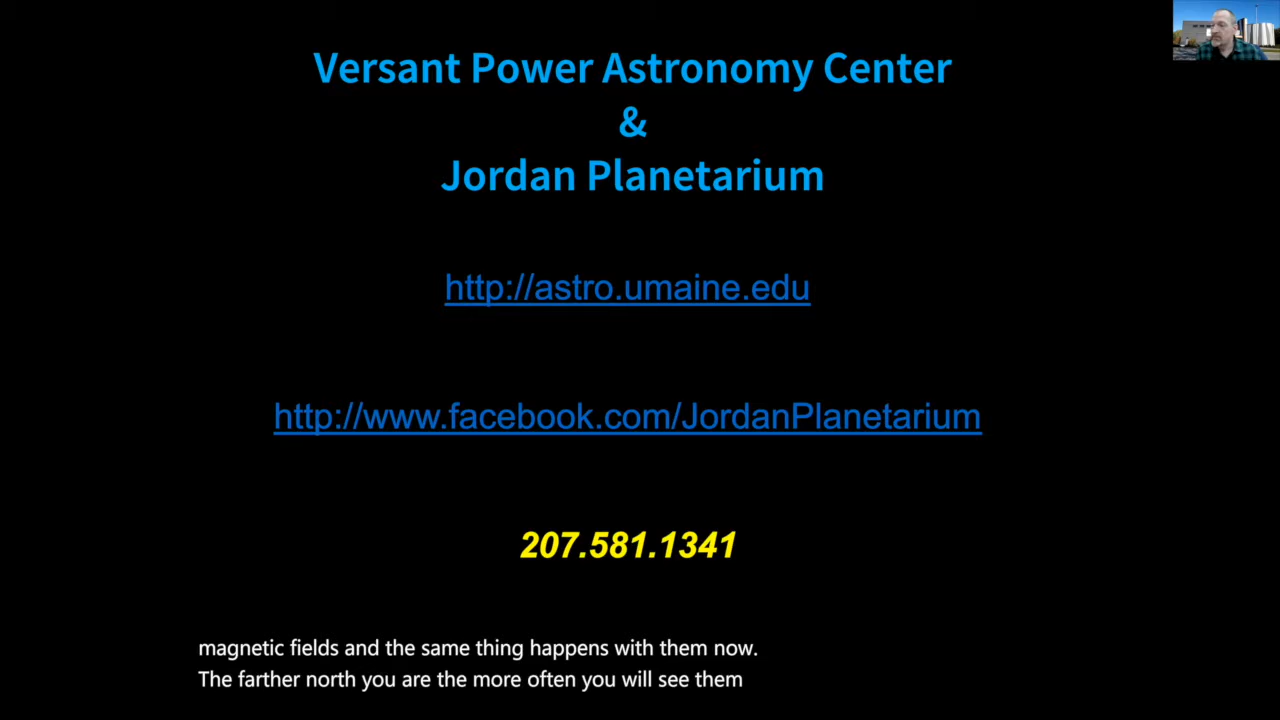 Versant Power Astronomy Center
&
Jordan Planetarium
http://astro.umaine.edu
http://www.facebook.com/JordanPlanetarium
207.581.1341
magnetic fields and the same thing happens with them now.
The farther north you are the more often you will see them